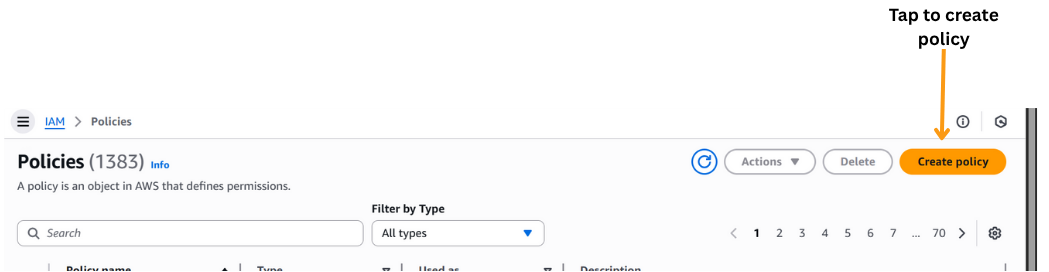 Tap to create
policy
IAM > Policies
Policies (1383) Info
Actions Delete Create policy
A policy is an object in AWS that defines permissions.
Filter by Type
Search All types < 1 2 3 4 5 6 7 ... 70 >
Policy name Type Used as Description